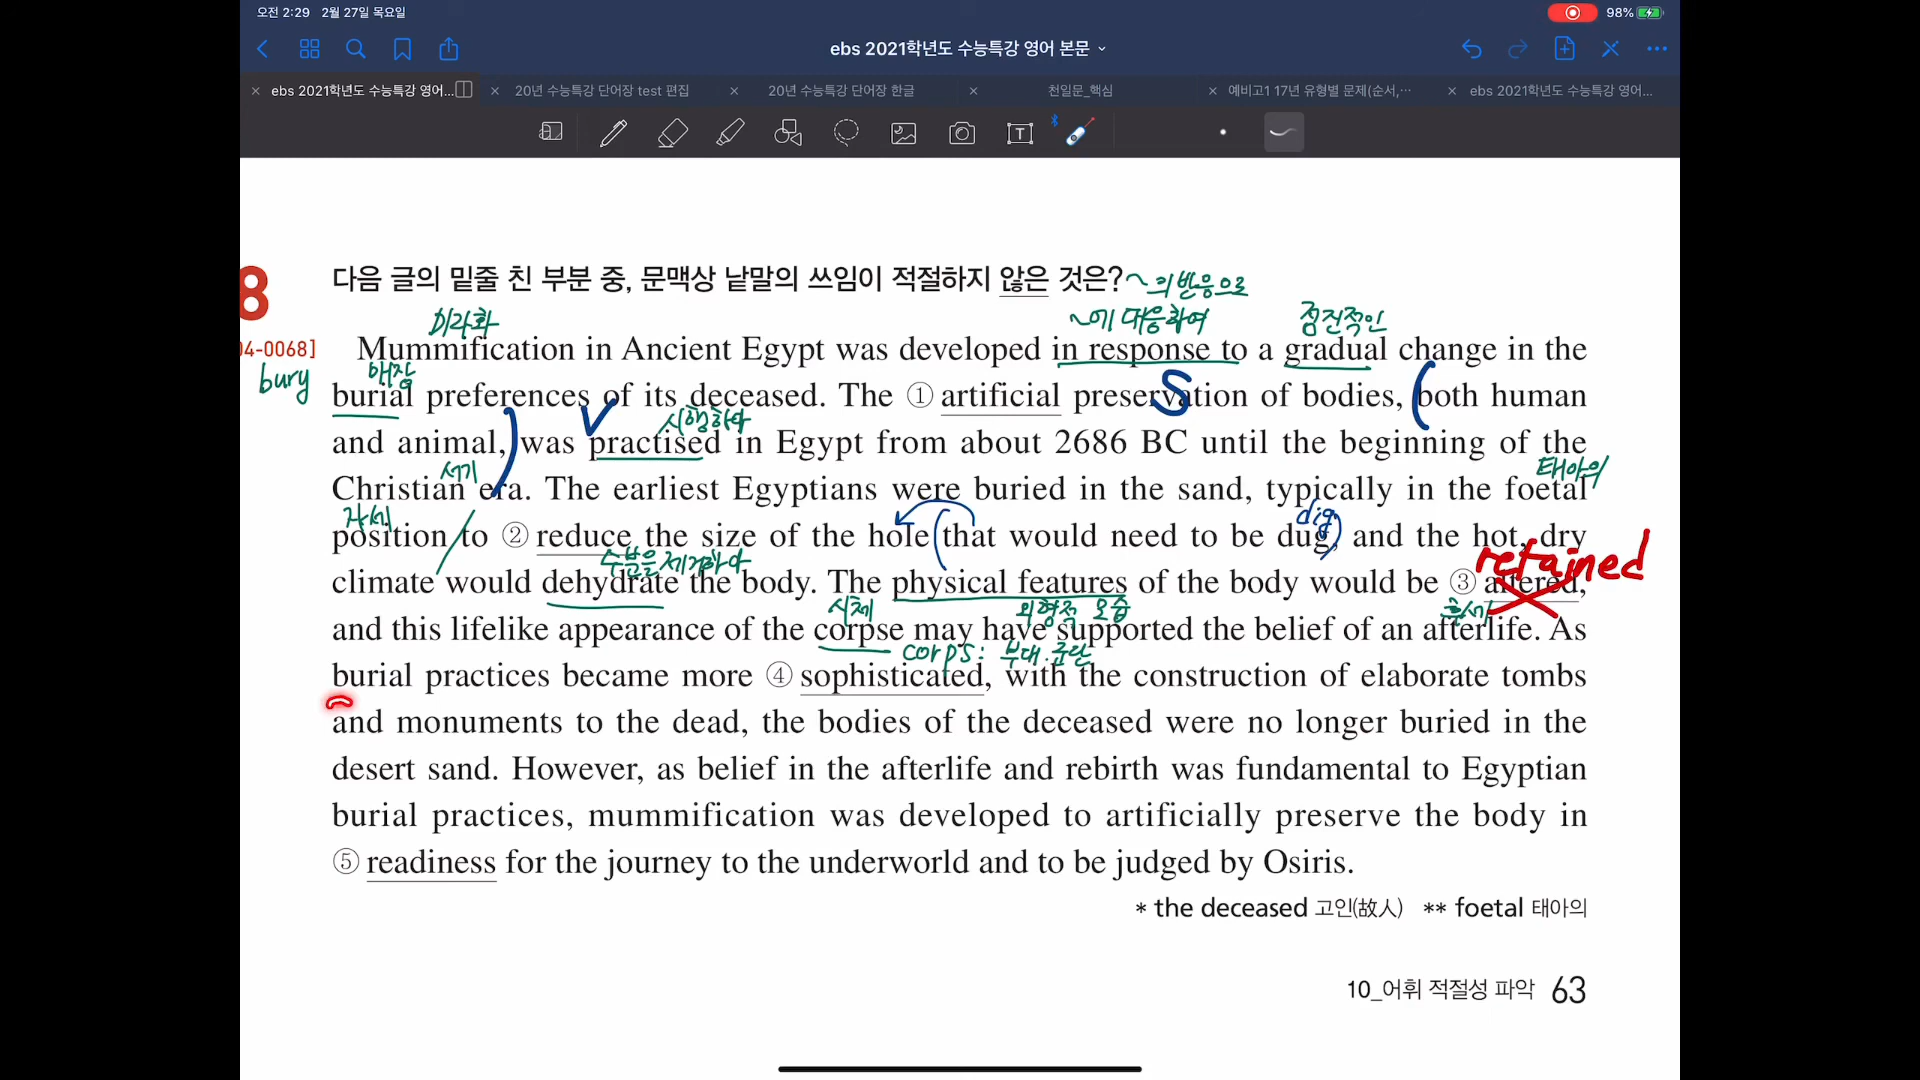 오전 2:29 2월 27일 목요일
98%
ebs 2021학년도 수능특강 영어 본문
ebs 2021학년도 수능특강 영어...
20년 수능특강 단어장 test 편집
20년 수능특강 단어장 한글
천일문_핵심
예비고1 17년 유형별 문제(순서,...
ebs 2021학년도 수능특강 영어...
8
다음 글의 밑줄 친 부분 중, 문맥상 낱말의 쓰임이 적절하지 않은 것은?
~의 반응으로
미라화
~에 대응하여
점진적인
04-0068]
Mummification in Ancient Egypt was developed in response to a gradual change in the
bury
매장
burial preferences of its deceased. The ① artificial preservation of bodies, both human
S
V
시행하다
and animal, was practised in Egypt from about 2686 BC until the beginning of the
세기
태아의
Christian era. The earliest Egyptians were buried in the sand, typically in the foetal
자세
dig
position to ② reduce the size of the hole that would need to be dug, and the hot, dry
수분을 제거하다
retained
climate would dehydrate the body. The physical features of the body would be ③ altered,
시체
외형적 모습
후세
and this lifelike appearance of the corpse may have supported the belief of an afterlife. As
corps: 부대·군단
burial practices became more ④ sophisticated, with the construction of elaborate tombs
and monuments to the dead, the bodies of the deceased were no longer buried in the
desert sand. However, as belief in the afterlife and rebirth was fundamental to Egyptian
burial practices, mummification was developed to artificially preserve the body in
⑤ readiness for the journey to the underworld and to be judged by Osiris.
* the deceased 고인(故人) ** foetal 태아의
10_어휘 적절성 파악 63